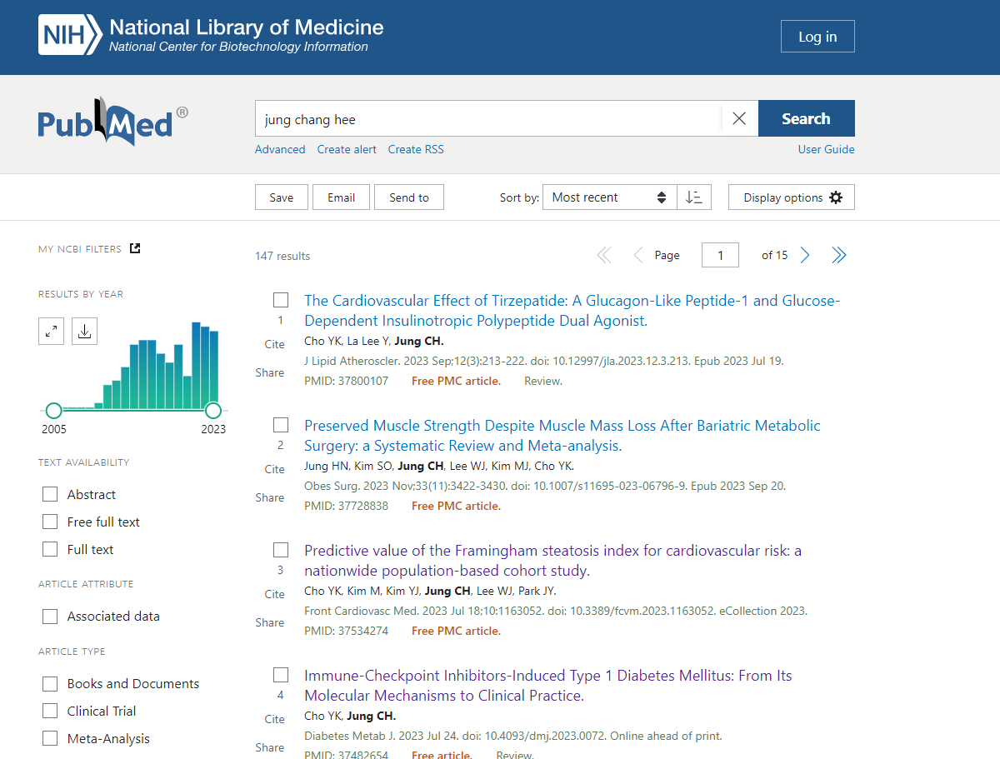 NIH National Library of Medicine
National Center for Biotechnology Information
Log in
PubMed®
jung chang hee
Search
Advanced Create alert Create RSS
User Guide
Save Email Send to
Sort by: Most recent
Display options
MY NCBI FILTERS
147 results
Page 1 of 15
RESULTS BY YEAR
2005 2023
TEXT AVAILABILITY
Abstract
Free full text
Full text
ARTICLE ATTRIBUTE
Associated data
ARTICLE TYPE
Books and Documents
Clinical Trial
Meta-Analysis
1
Cite
Share
The Cardiovascular Effect of Tirzepatide: A Glucagon-Like Peptide-1 and Glucose-
Dependent Insulinotropic Polypeptide Dual Agonist.
Cho YK, La Lee Y, Jung CH.
J Lipid Atheroscler. 2023 Sep;12(3):213-222. doi: 10.12997/jla.2023.12.3.213. Epub 2023 Jul 19.
PMID: 37800107 Free PMC article. Review.
2
Cite
Share
Preserved Muscle Strength Despite Muscle Mass Loss After Bariatric Metabolic
Surgery: a Systematic Review and Meta-analysis.
Jung HN, Kim SO, Jung CH, Lee WJ, Kim MJ, Cho YK.
Obes Surg. 2023 Nov;33(11):3422-3430. doi: 10.1007/s11695-023-06796-9. Epub 2023 Sep 20.
PMID: 37728838 Free PMC article.
3
Cite
Share
Predictive value of the Framingham steatosis index for cardiovascular risk: a
nationwide population-based cohort study.
Cho YK, Kim M, Kim YJ, Jung CH, Lee WJ, Park JY.
Front Cardiovasc Med. 2023 Jul 18;10:1163052. doi: 10.3389/fcvm.2023.1163052. eCollection 2023.
PMID: 37534274 Free PMC article.
4
Cite
Share
Immune-Checkpoint Inhibitors-Induced Type 1 Diabetes Mellitus: From Its
Molecular Mechanisms to Clinical Practice.
Cho YK, Jung CH.
Diabetes Metab J. 2023 Jul 24. doi: 10.4093/dmj.2023.0072. Online ahead of print.
PMID: 37482654 Free article. Review.